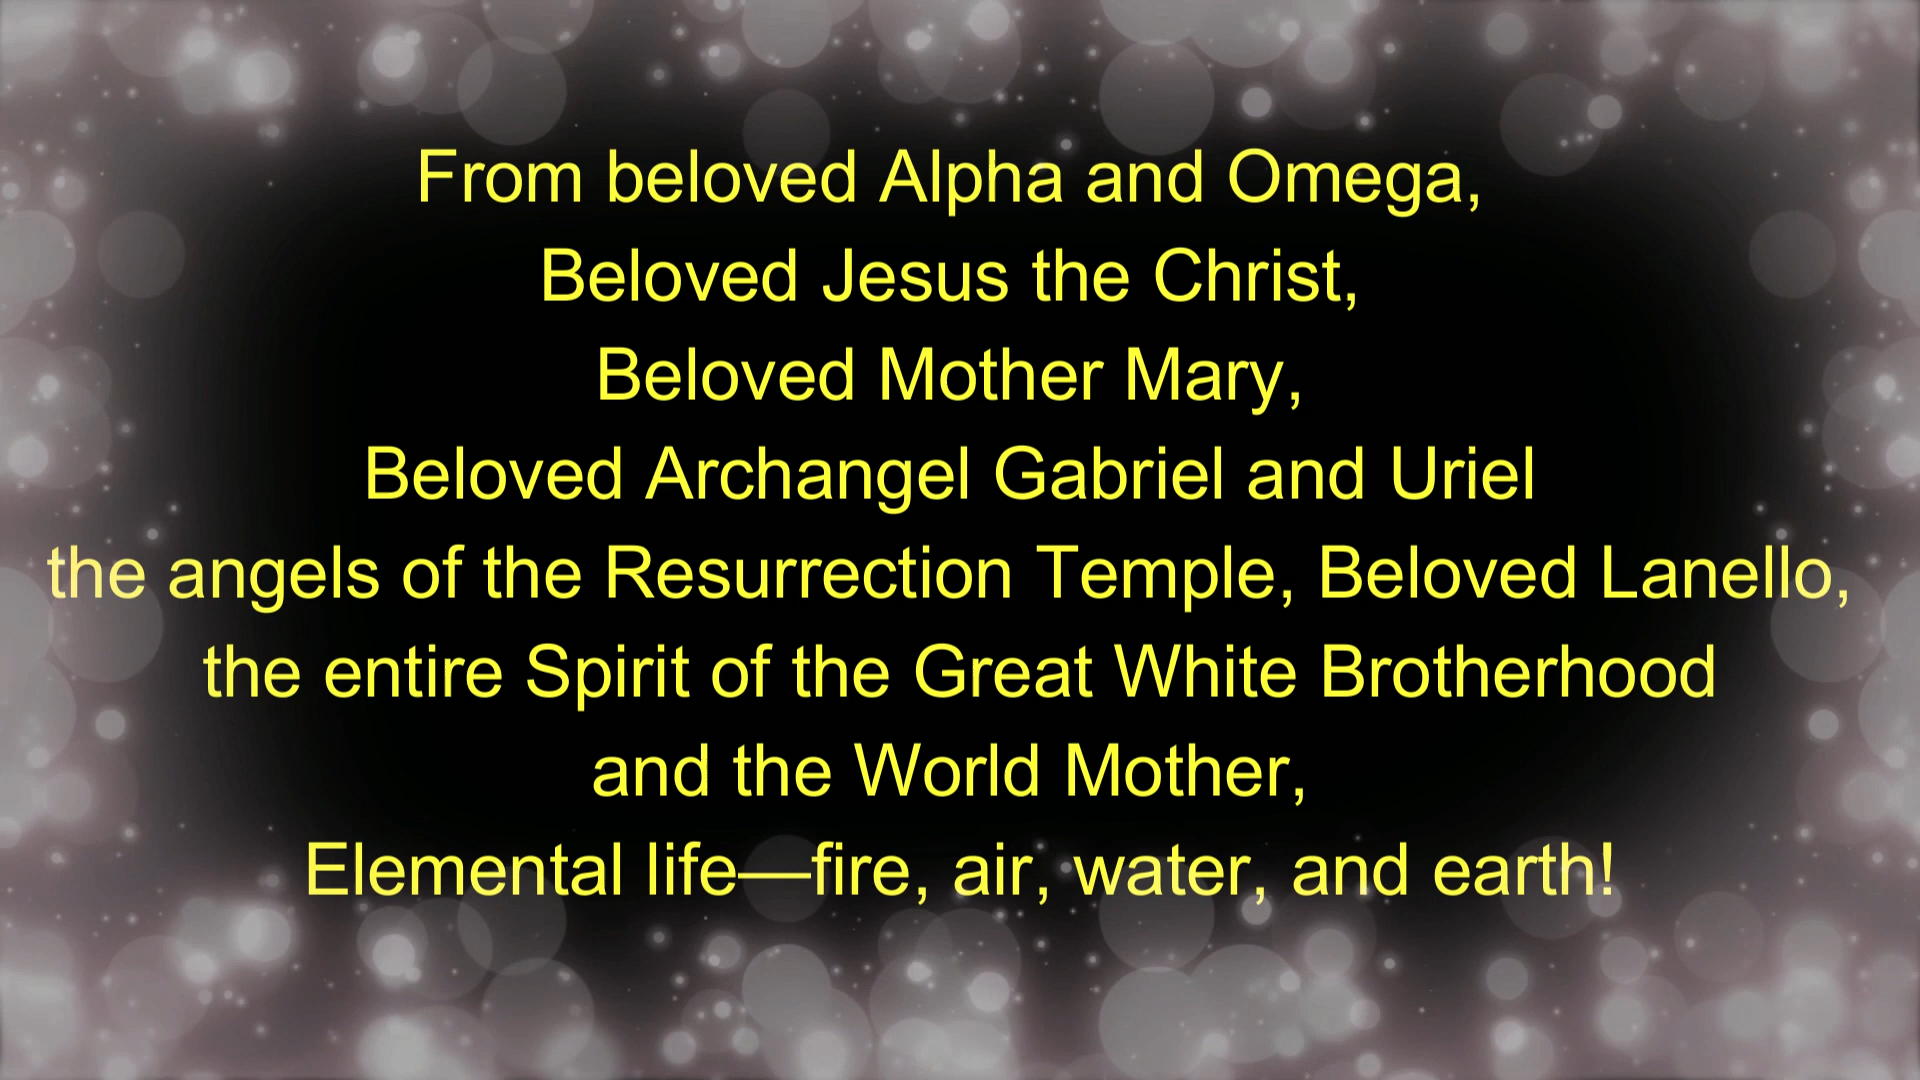 From beloved Alpha and Omega,
Beloved Jesus the Christ,
Beloved Mother Mary,
Beloved Archangel Gabriel and Uriel
the angels of the Resurrection Temple, Beloved Lanello,
the entire Spirit of the Great White Brotherhood
and the World Mother,
Elemental life—fire, air, water, and earth!